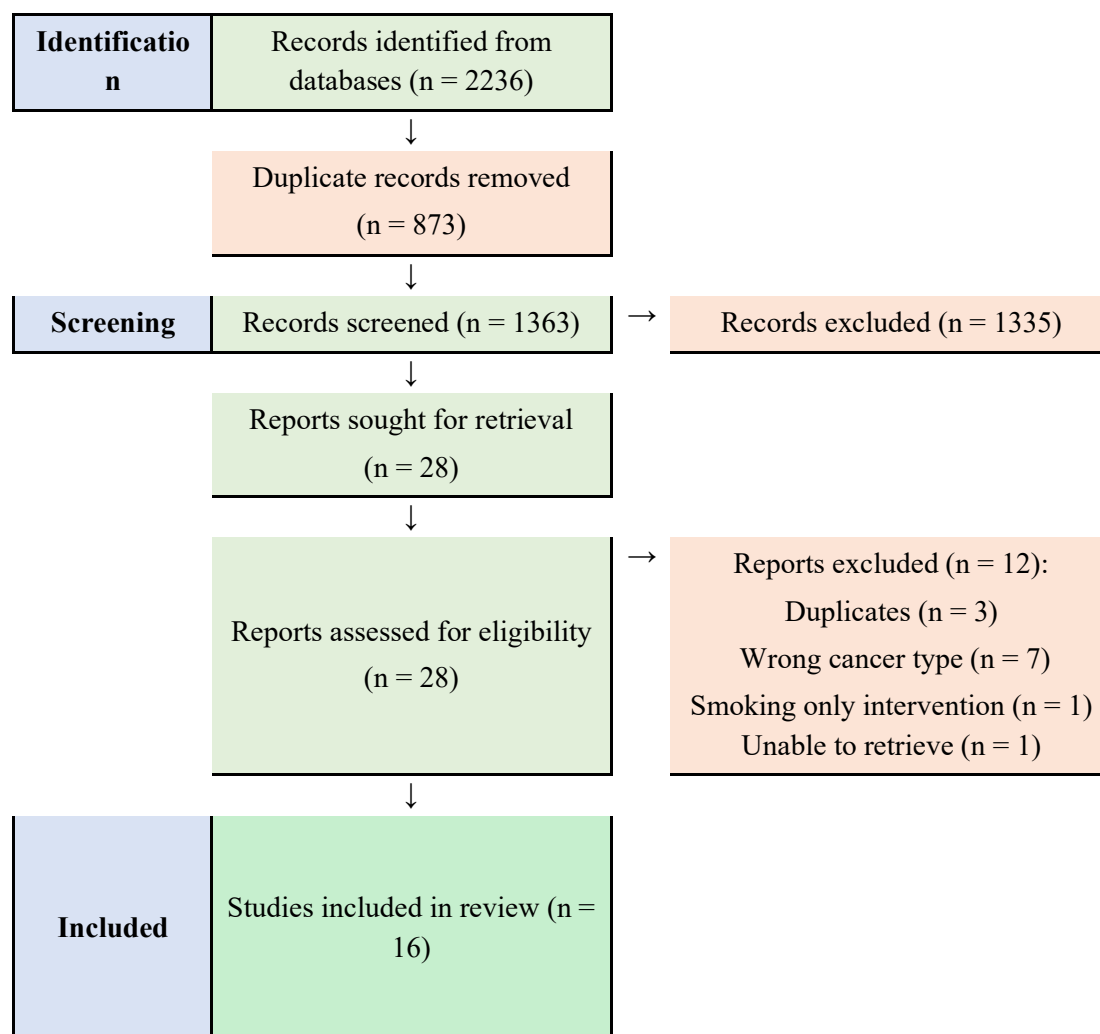 Identificatio
n
Records identified from
databases (n = 2236)
↓
Duplicate records removed
(n = 873)
↓
Screening
Records screened (n = 1363)
→
Records excluded (n = 1335)
↓
Reports sought for retrieval
(n = 28)
↓
Reports assessed for eligibility
(n = 28)
→
Reports excluded (n = 12):
Duplicates (n = 3)
Wrong cancer type (n = 7)
Smoking only intervention (n = 1)
Unable to retrieve (n = 1)
↓
Included
Studies included in review (n =
16)